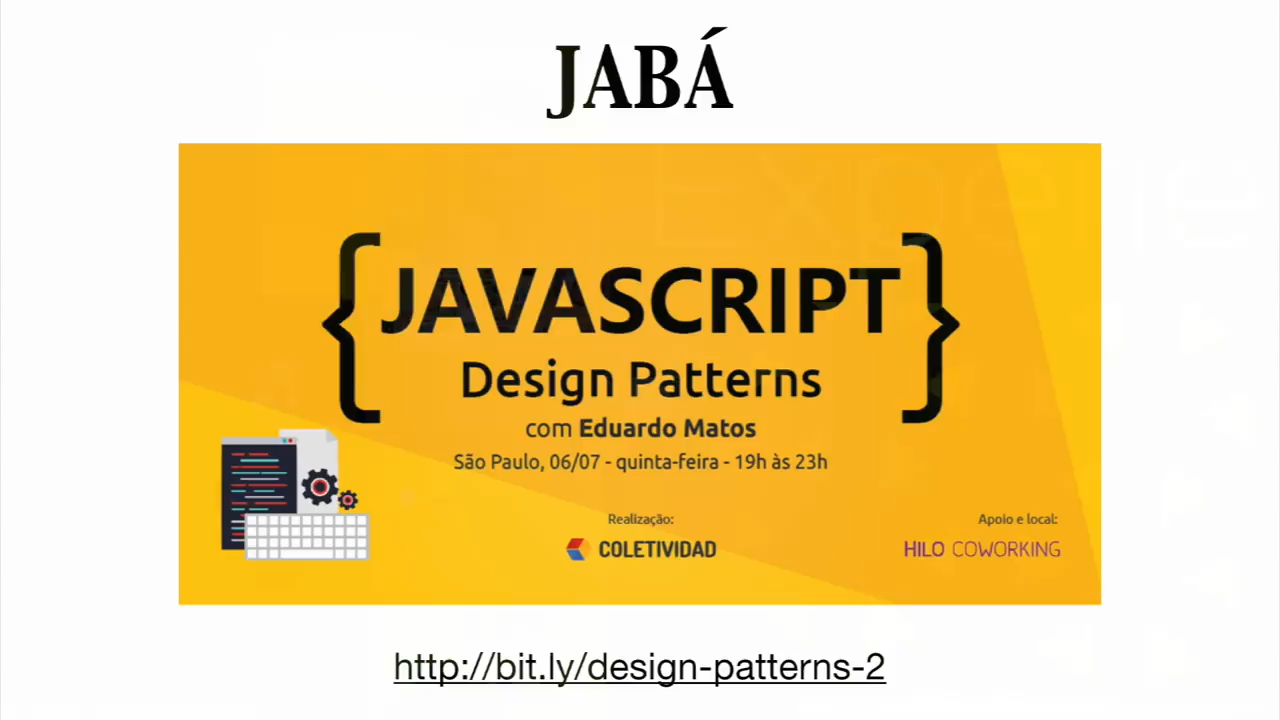 JABÁ
{JAVASCRIPT}
Design Patterns
com Eduardo Matos
São Paulo, 06/07 - quinta-feira - 19h às 23h
Realização:
COLETIVIDAD
Apoio e local:
HILO COWORKING
http://bit.ly/design-patterns-2